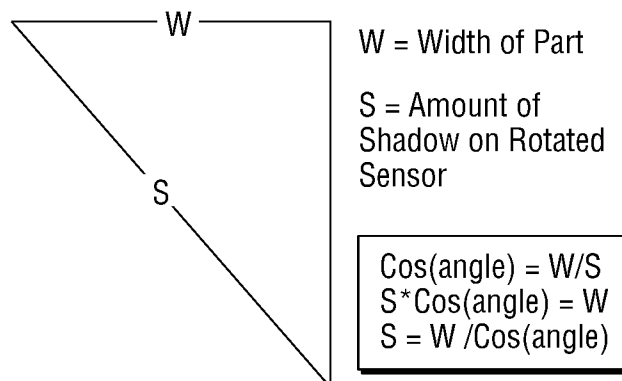 W
W = Width of Part
S = Amount of
Shadow on Rotated
Sensor
S
Cos(angle) = W/S
S*Cos(angle) = W
S = W /Cos(angle)